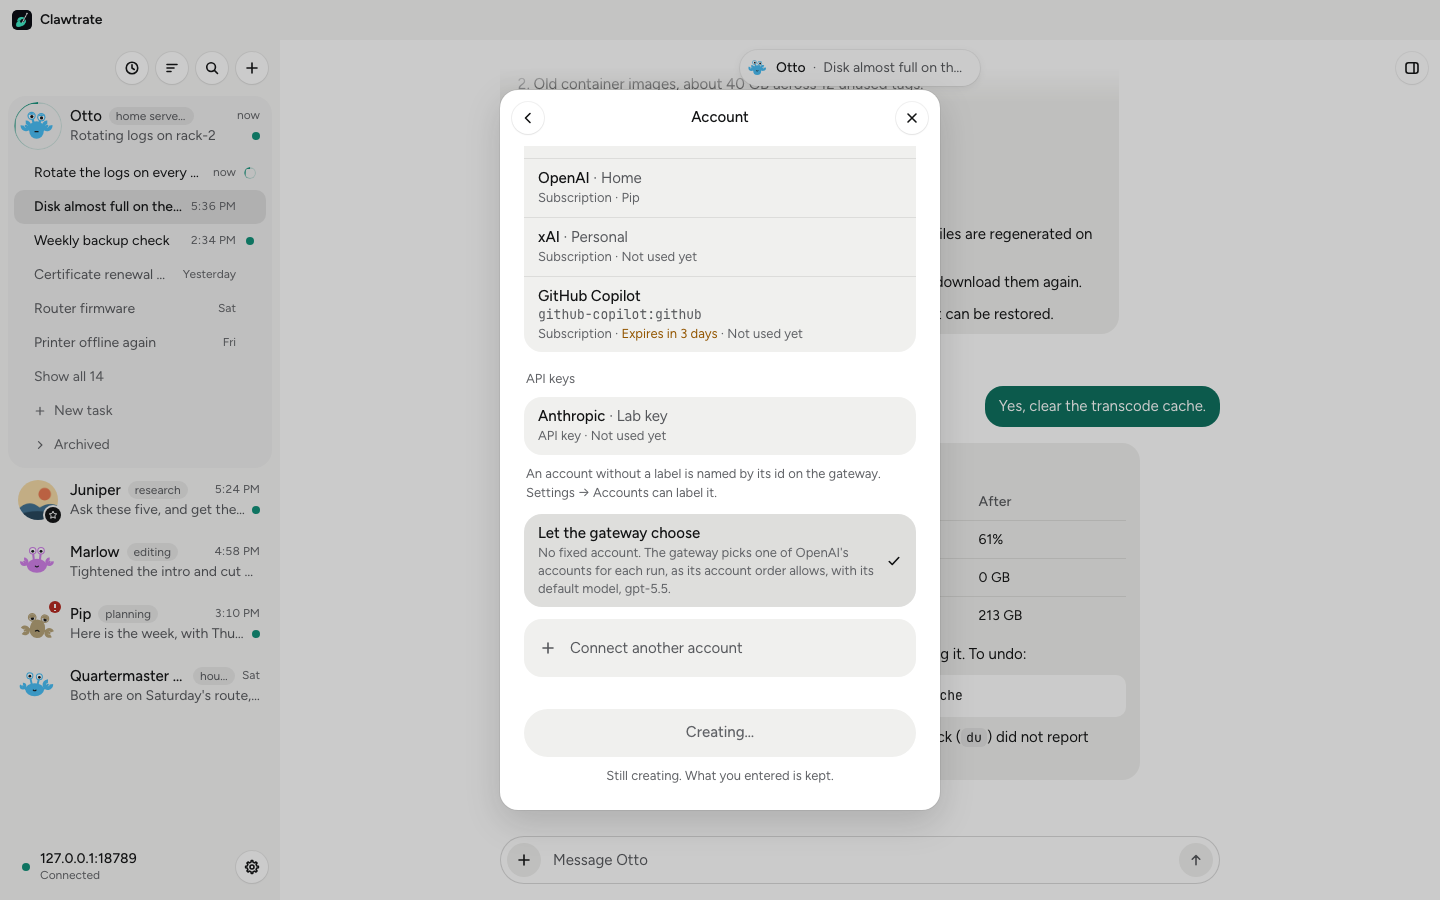 Clawtrate
Otto home serve... now
Rotating logs on rack-2
Rotate the logs on every ... now
Disk almost full on the... 5:36 PM
Weekly backup check 2:34 PM
Certificate renewal ... Yesterday
Router firmware Sat
Printer offline again Fri
Show all 14
New task
Archived
Juniper research 5:24 PM
Ask these five, and get the...
Marlow editing 4:58 PM
Tightened the intro and cut ...
Pip planning 3:10 PM
Here is the week, with Thu...
Quartermaster ... hou... Sat
Both are on Saturday's route,...
127.0.0.1:18789
Connected
Otto · Disk almost full on th...
2. Old container images, about 40 GB across 12 unused tags.
iles are regenerated on
download them again.
can be restored.
Yes, clear the transcode cache.
After
61%
0 GB
213 GB
g it. To undo:
che
ck ( du ) did not report
Message Otto
Account
OpenAI · Home
Subscription · Pip
xAI · Personal
Subscription · Not used yet
GitHub Copilot
github-copilot:github
Subscription · Expires in 3 days · Not used yet
API keys
Anthropic · Lab key
API key · Not used yet
An account without a label is named by its id on the gateway.
Settings → Accounts can label it.
Let the gateway choose
No fixed account. The gateway picks one of OpenAI's
accounts for each run, as its account order allows, with its
default model, gpt-5.5.
Connect another account
Creating...
Still creating. What you entered is kept.